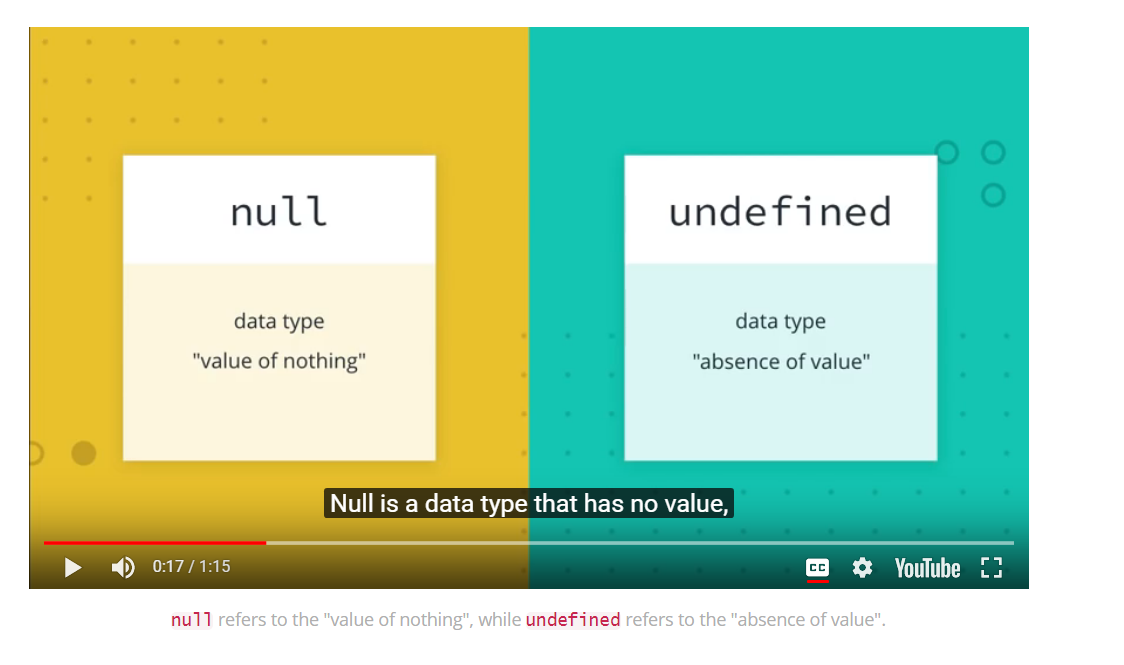 null
data type
"value of nothing"
undefined
data type
"absence of value"
Null is a data type that has no value,
0:17 / 1:15
CC
YouTube
null refers to the "value of nothing", while undefined refers to the "absence of value".